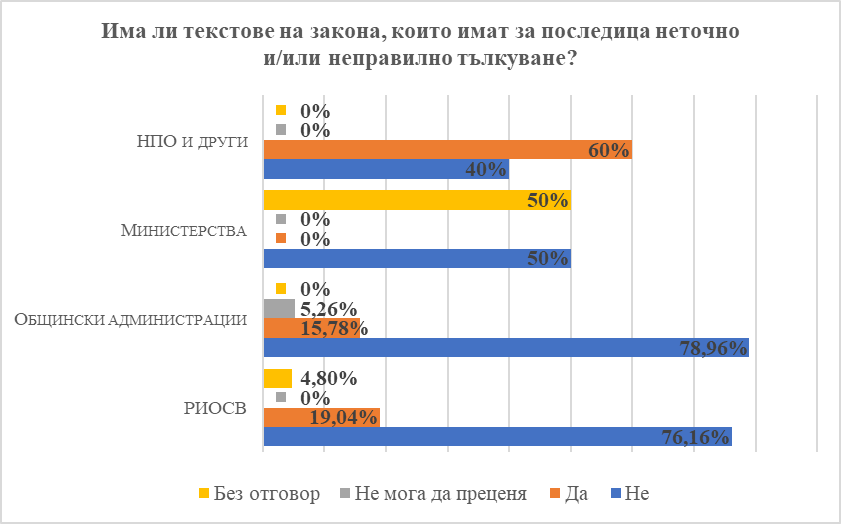 Има ли текстове на закона, които имат за последица неточно
и/или неправилно тълкуване?
0%
0%
НПО И ДРУГИ
60%
40%
50%
0%
МИНИСТЕРСТВА
0%
50%
0%
5,26%
ОБЩИНСКИ АДМИНИСТРАЦИИ
15,78%
78,96%
4,80%
0%
РИОСВ
19,04%
76,16%
Без отговор Не мога да преценя Да Не